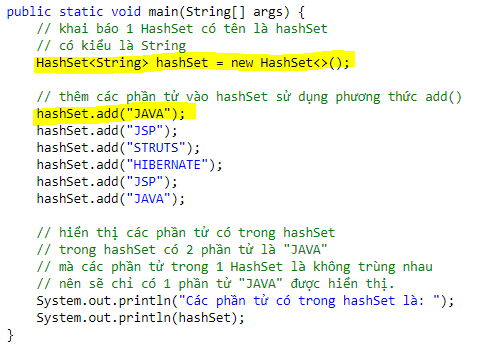 public static void main(String[] args) {
// khai báo 1 HashSet có tên là hashSet
// có kiểu là String
HashSet<String> hashSet = new HashSet<>();
// thêm các phần tử vào hashSet sử dụng phương thức add()
hashSet.add("JAVA");
hashSet.add("JSP");
hashSet.add("STRUTS");
hashSet.add("HIBERNATE");
hashSet.add("JSP");
hashSet.add("JAVA");
// hiển thị các phần tử có trong hashSet
// trong hashSet có 2 phần tử là "JAVA"
// mà các phần tử trong 1 HashSet là không trùng nhau
// nên sẽ chỉ có 1 phần tử "JAVA" được hiển thị.
System.out.println("Các phần tử có trong hashSet là: ");
System.out.println(hashSet);
}